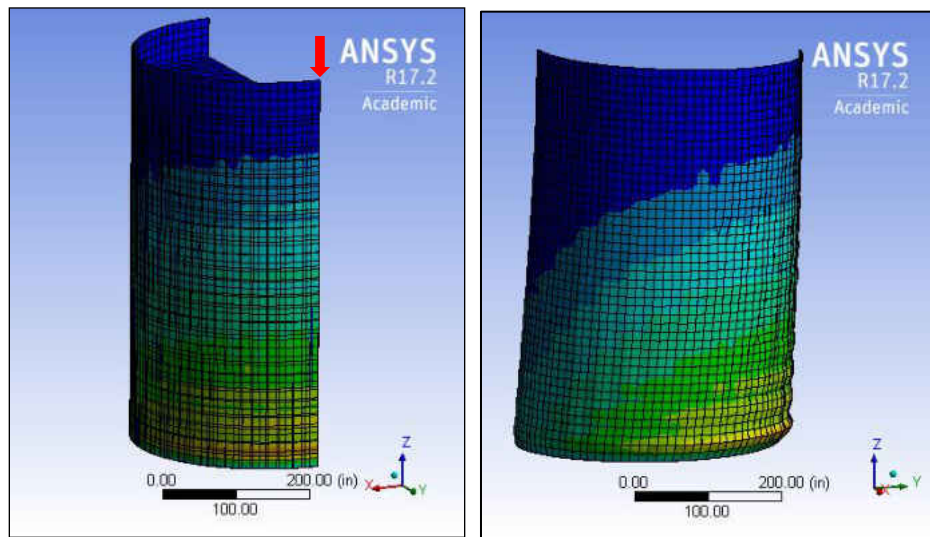 ANSYS
R17.2
Academic
Z
X
Y
0.00
200.00 (in)
100.00
ANSYS
R17.2
Academic
Z
X
Y
0.00
200.00 (in)
100.00